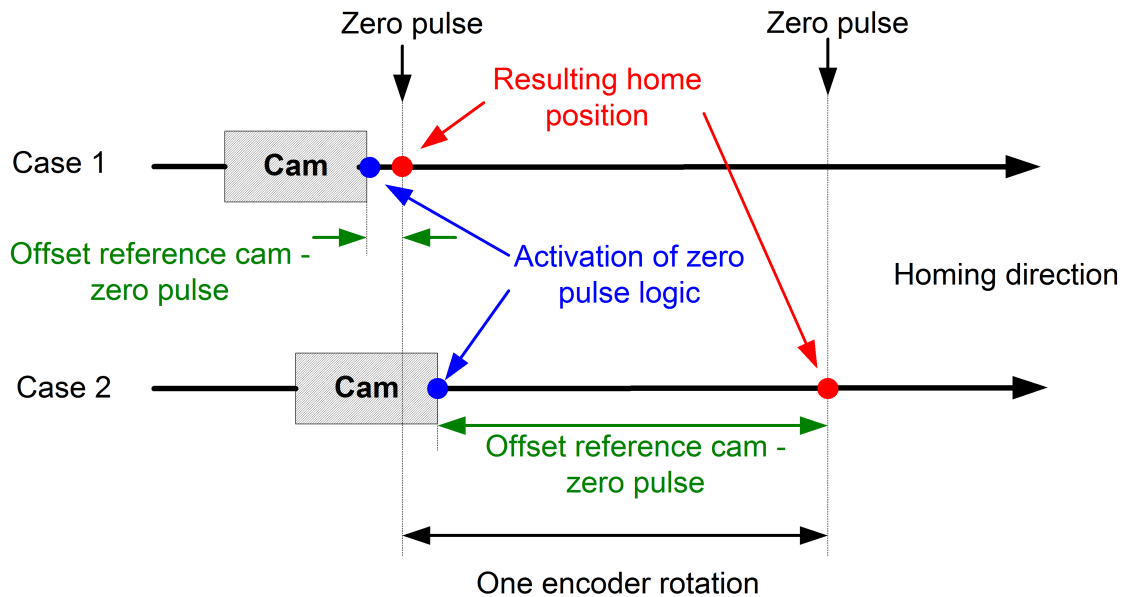 Zero pulse
Zero pulse
Resulting home
position
Case 1
Cam
Offset reference cam -
zero pulse
Activation of zero
pulse logic
Homing direction
Case 2
Cam
Offset reference cam -
zero pulse
One encoder rotation